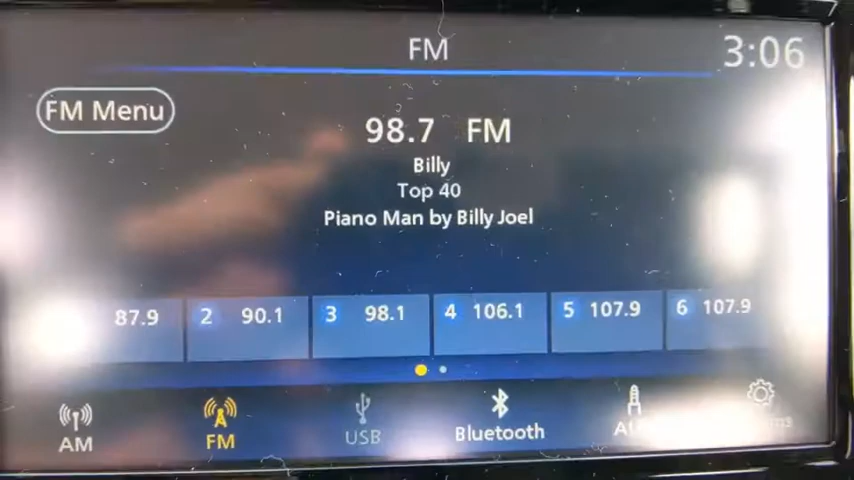 FM
3:06
FM Menu
98.7 FM
Billy
Top 40
Piano Man by Billy Joel
87.9
2 90.1
3 98.1
4 106.1
5 107.9
6 107.9
AM
FM
USB
Bluetooth